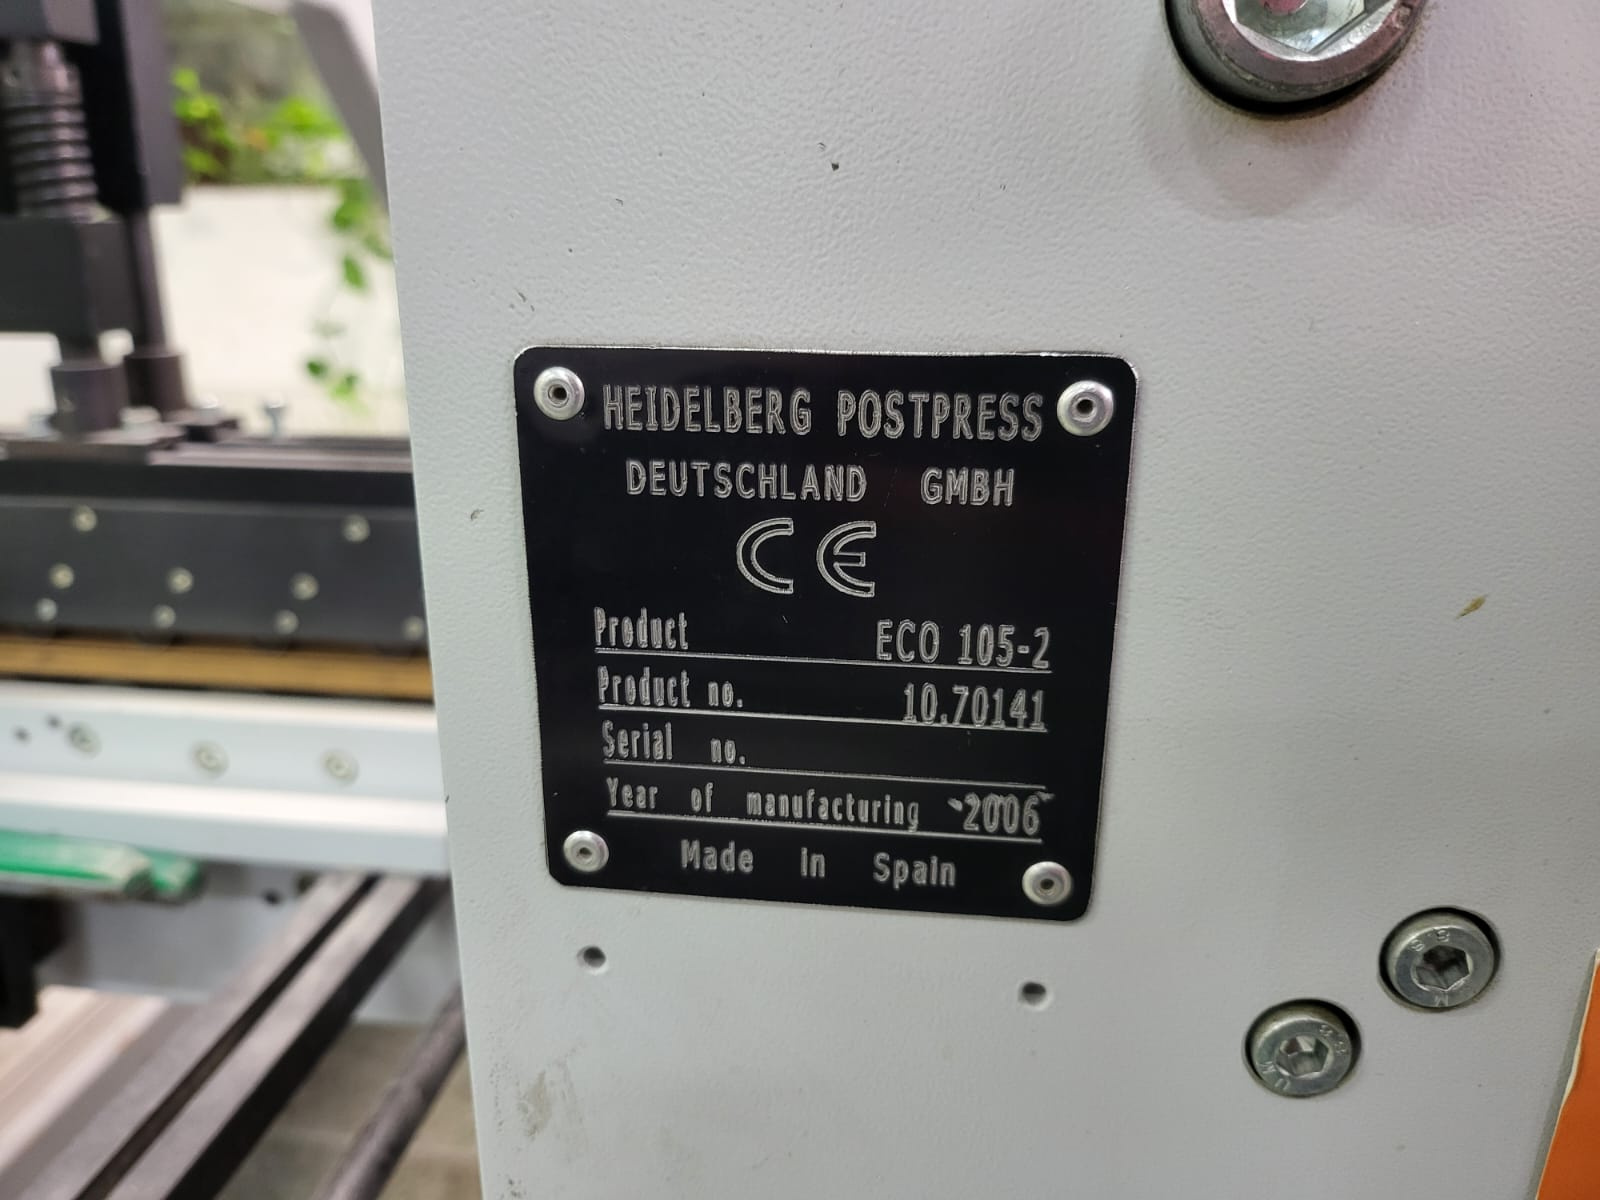 HEIDELBERG POSTPRESS
DEUTSCHLAND GMBH
CE
Product ECO 105-2
Product no. 10.70141
Serial no.
Year of manufacturing 2006
Made in Spain